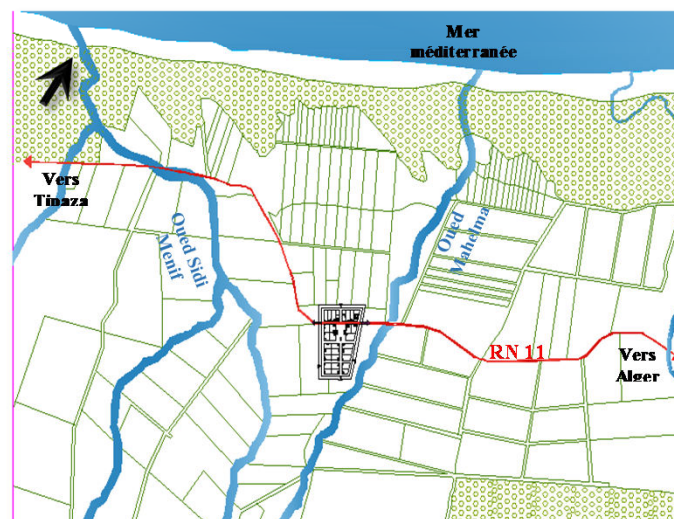 Mer
méditerranée
Vers
Tipaza
Oued Sidi
Menif
Oued
Mahelma
RN 11
Vers
Alger